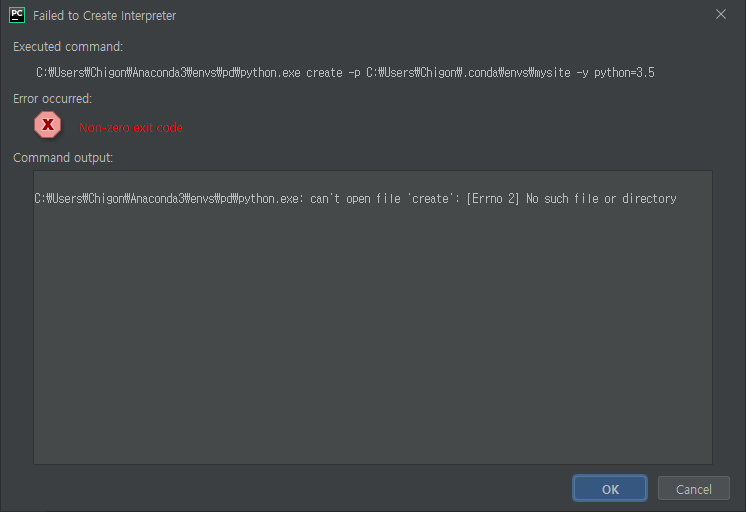 PC Failed to Create Interpreter
Executed command:
C:₩Users₩Chigon₩Anaconda3₩envs₩pd₩python.exe create -p C:₩Users₩Chigon₩.conda₩envs₩mysite -y python=3.5
Error occurred:
Non-zero exit code
Command output:
C:₩Users₩Chigon₩Anaconda3₩envs₩pd₩python.exe: can't open file 'create': [Errno 2] No such file or directory
OK Cancel